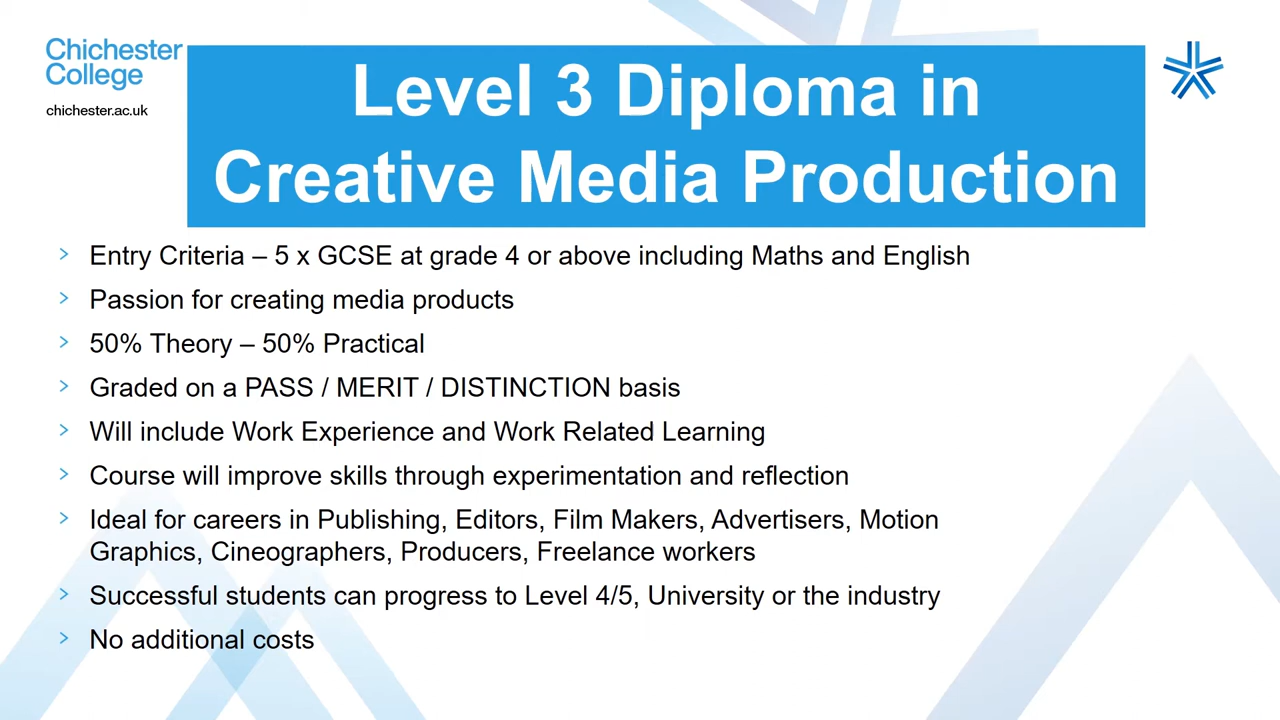 Chichester
College
chichester.ac.uk
Level 3 Diploma in
Creative Media Production
Entry Criteria – 5 x GCSE at grade 4 or above including Maths and English
Passion for creating media products
50% Theory – 50% Practical
Graded on a PASS / MERIT / DISTINCTION basis
Will include Work Experience and Work Related Learning
Course will improve skills through experimentation and reflection
Ideal for careers in Publishing, Editors, Film Makers, Advertisers, Motion
Graphics, Cineographers, Producers, Freelance workers
Successful students can progress to Level 4/5, University or the industry
No additional costs